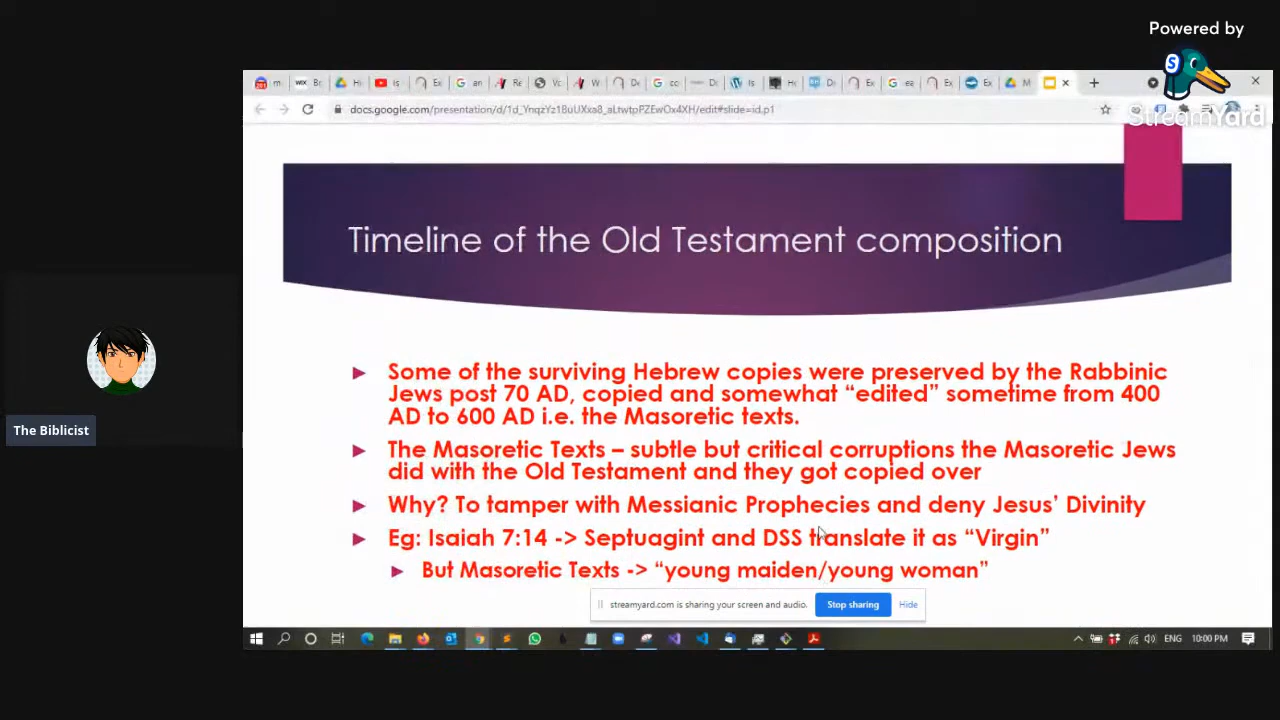 Powered by
StreamYard
docs.google.com/presentation/d/1d_YnqzYz18uUXxa8_aLtwtpPZEwOx4XH/edit#slide=id.p1
Timeline of the Old Testament composition
Some of the surviving Hebrew copies were preserved by the Rabbinic
Jews post 70 AD, copied and somewhat “edited” sometime from 400
AD to 600 AD i.e. the Masoretic texts.
The Masoretic Texts – subtle but critical corruptions the Masoretic Jews
did with the Old Testament and they got copied over
Why? To tamper with Messianic Prophecies and deny Jesus’ Divinity
Eg: Isaiah 7:14 -> Septuagint and DSS translate it as “Virgin”
But Masoretic Texts -> “young maiden/young woman”
The Biblicist
streamyard.com is sharing your screen and audio.
Stop sharing
Hide
ENG
10:00 PM